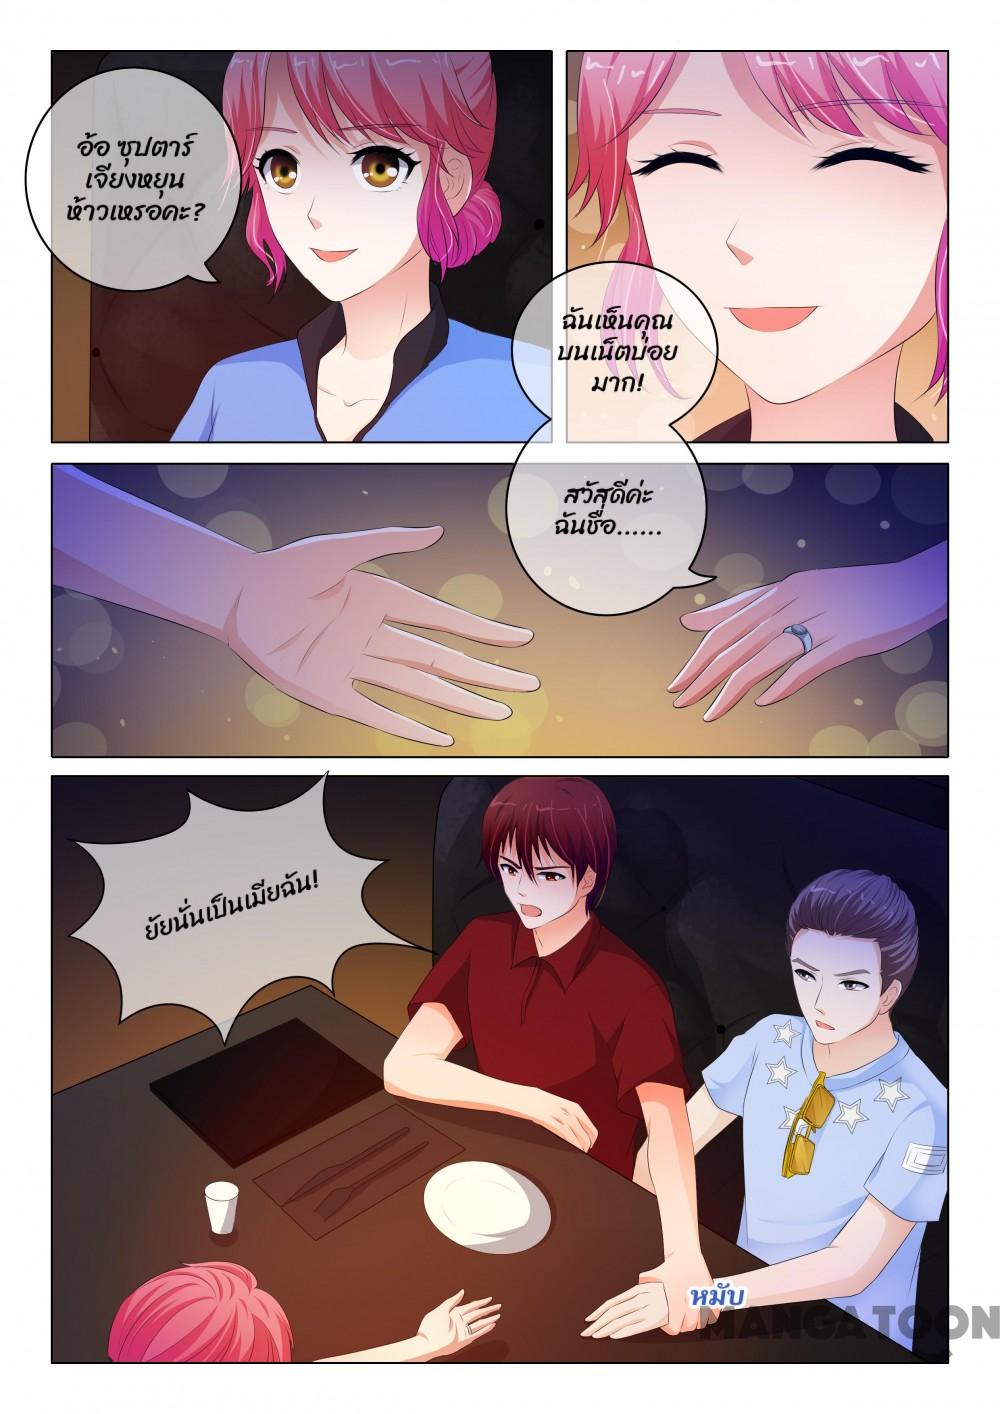 อ้อ ซุปตาร์
เจียงหยุน
ห้าวเหรอคะ?
ฉันเห็นคุณ
บนเน็ตบ่อย
มาก!
สวัสดีค่ะ
ฉันชื่อ......
ยัยนั่นเป็นเมียฉัน!
หมับ
MANGATOON